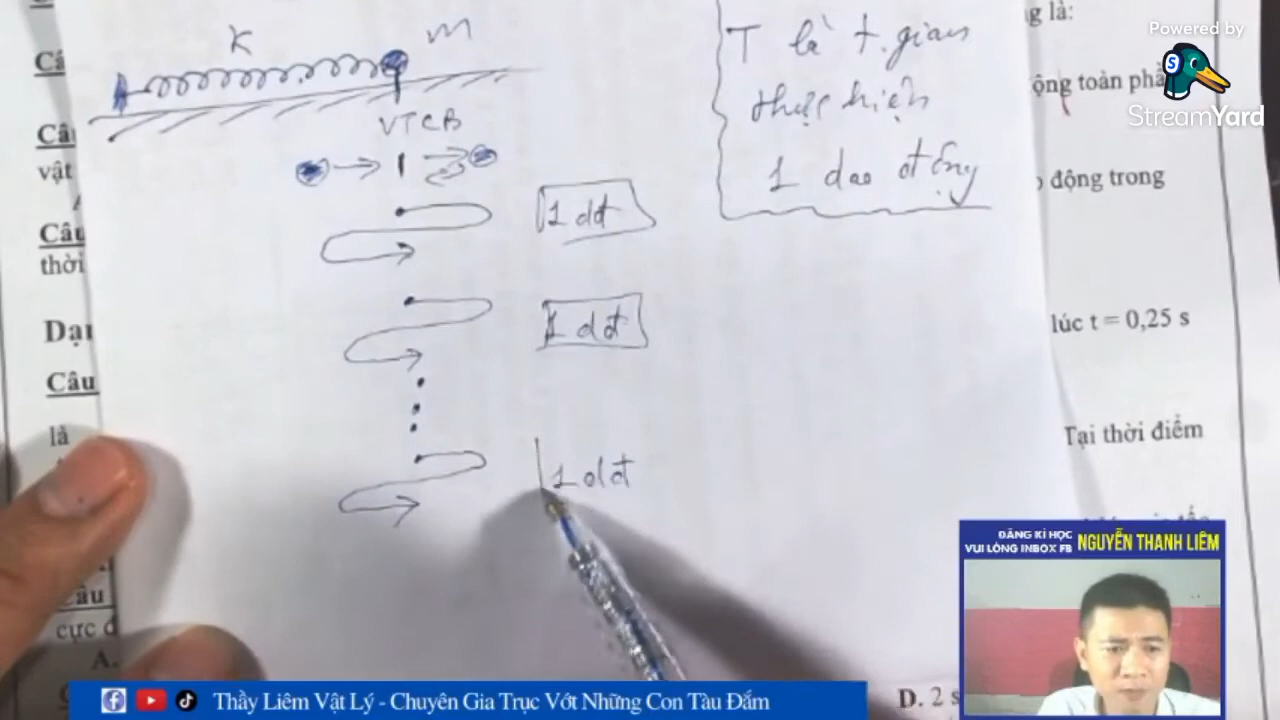 K
m
VTCB
1 dđ
1 dđ
1 dđ
T là t.gian
thực hiện
1 dao động
Câu
vật
Câu
thời
Câu
là
cực
A.
g là:
ộng toàn phầ
động trong
lúc t = 0,25 s
Tại thời điểm
D. 2 s
Powered by
StreamYard
ĐĂNG KÍ HỌC
VUI LÒNG INBOX FB
NGUYỄN THANH LIÊM
Thầy Liêm Vật Lý - Chuyên Gia Trục Vớt Những Con Tàu Đắm